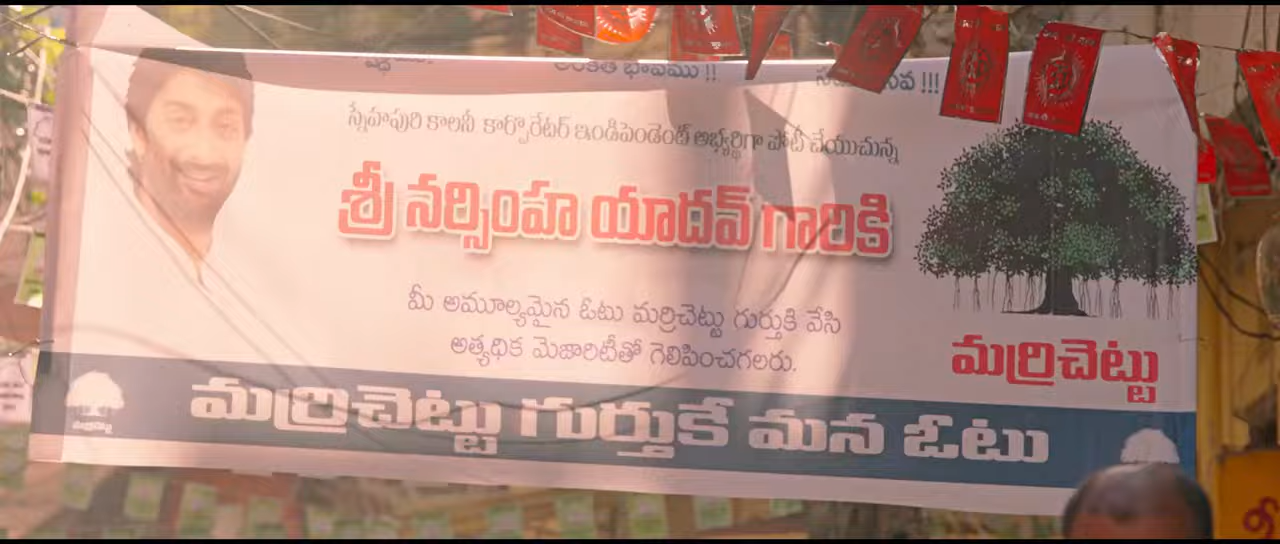 అంకిత భావము !!
స్నేహపురి కాలనీ కార్పొరేటర్ ఇండిపెండెంట్ అభ్యర్థిగా పోటీ చేయుచున్న
శ్రీ నర్సింహ యాదవ్ గారికి
మీ అమూల్యమైన ఓటు మర్రిచెట్టు గుర్తుకి వేసి
అత్యధిక మెజారిటీతో గెలిపించగలరు.
మర్రిచెట్టు
మర్రిచెట్టు గుర్తుకే మన ఓటు
మర్రిచెట్టు